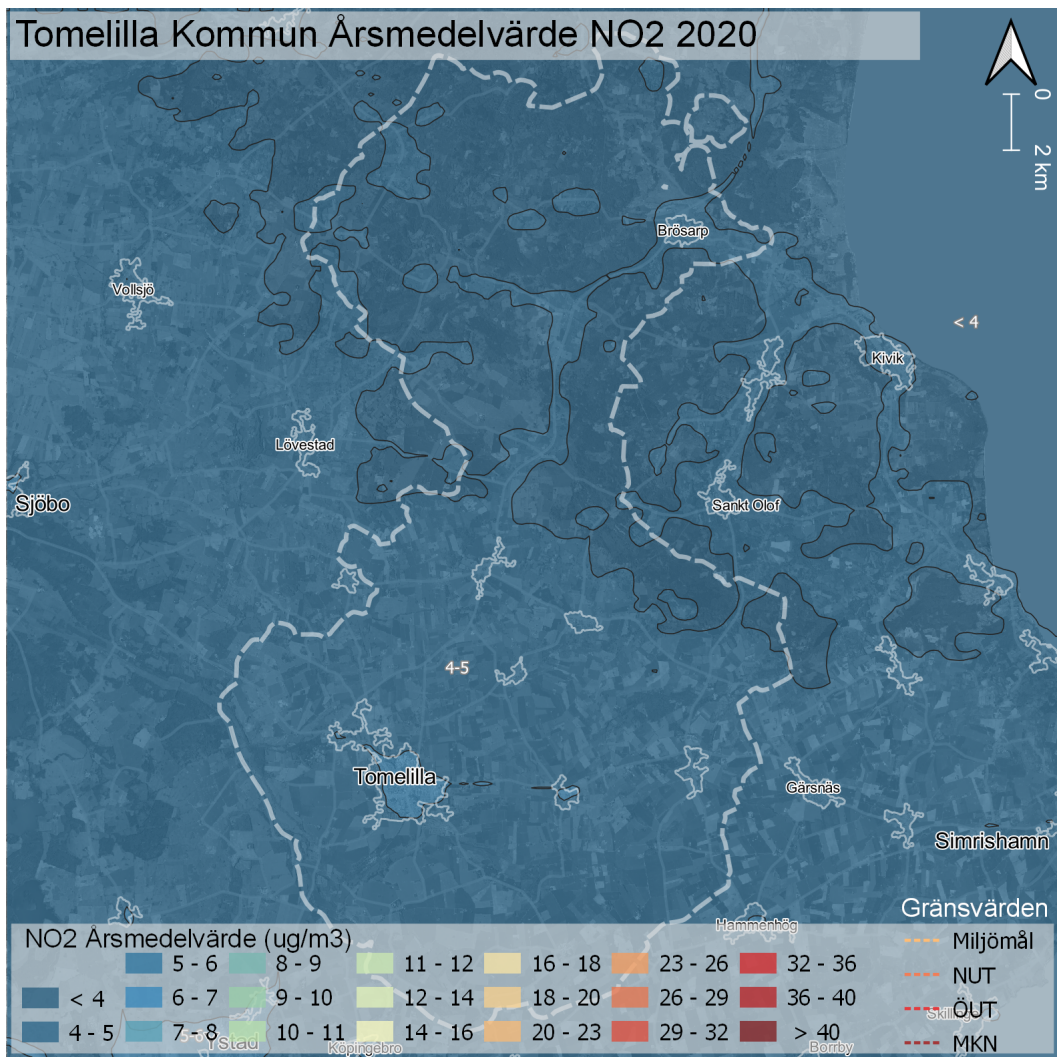 Tomelilla Kommun Årsmedelvärde NO2 2020
0
2 km
Brösarp
Vollsjö
< 4
Kivik
Lövestad
Sjöbo
Sankt Olof
4-5
Tomelilla
Gärsnäs
Simrishamn
Hammenhög
Gränsvärden
Miljömål
NUT
ÖUT
MKN
NO2 Årsmedelvärde (ug/m3)
5 - 6 8 - 9 11 - 12 16 - 18 23 - 26 32 - 36
< 4 6 - 7 9 - 10 12 - 14 18 - 20 26 - 29 36 - 40
4 - 5 7 - 8 10 - 11 14 - 16 20 - 23 29 - 32 > 40
5-6
Ystad
Köpingebro
Borrby